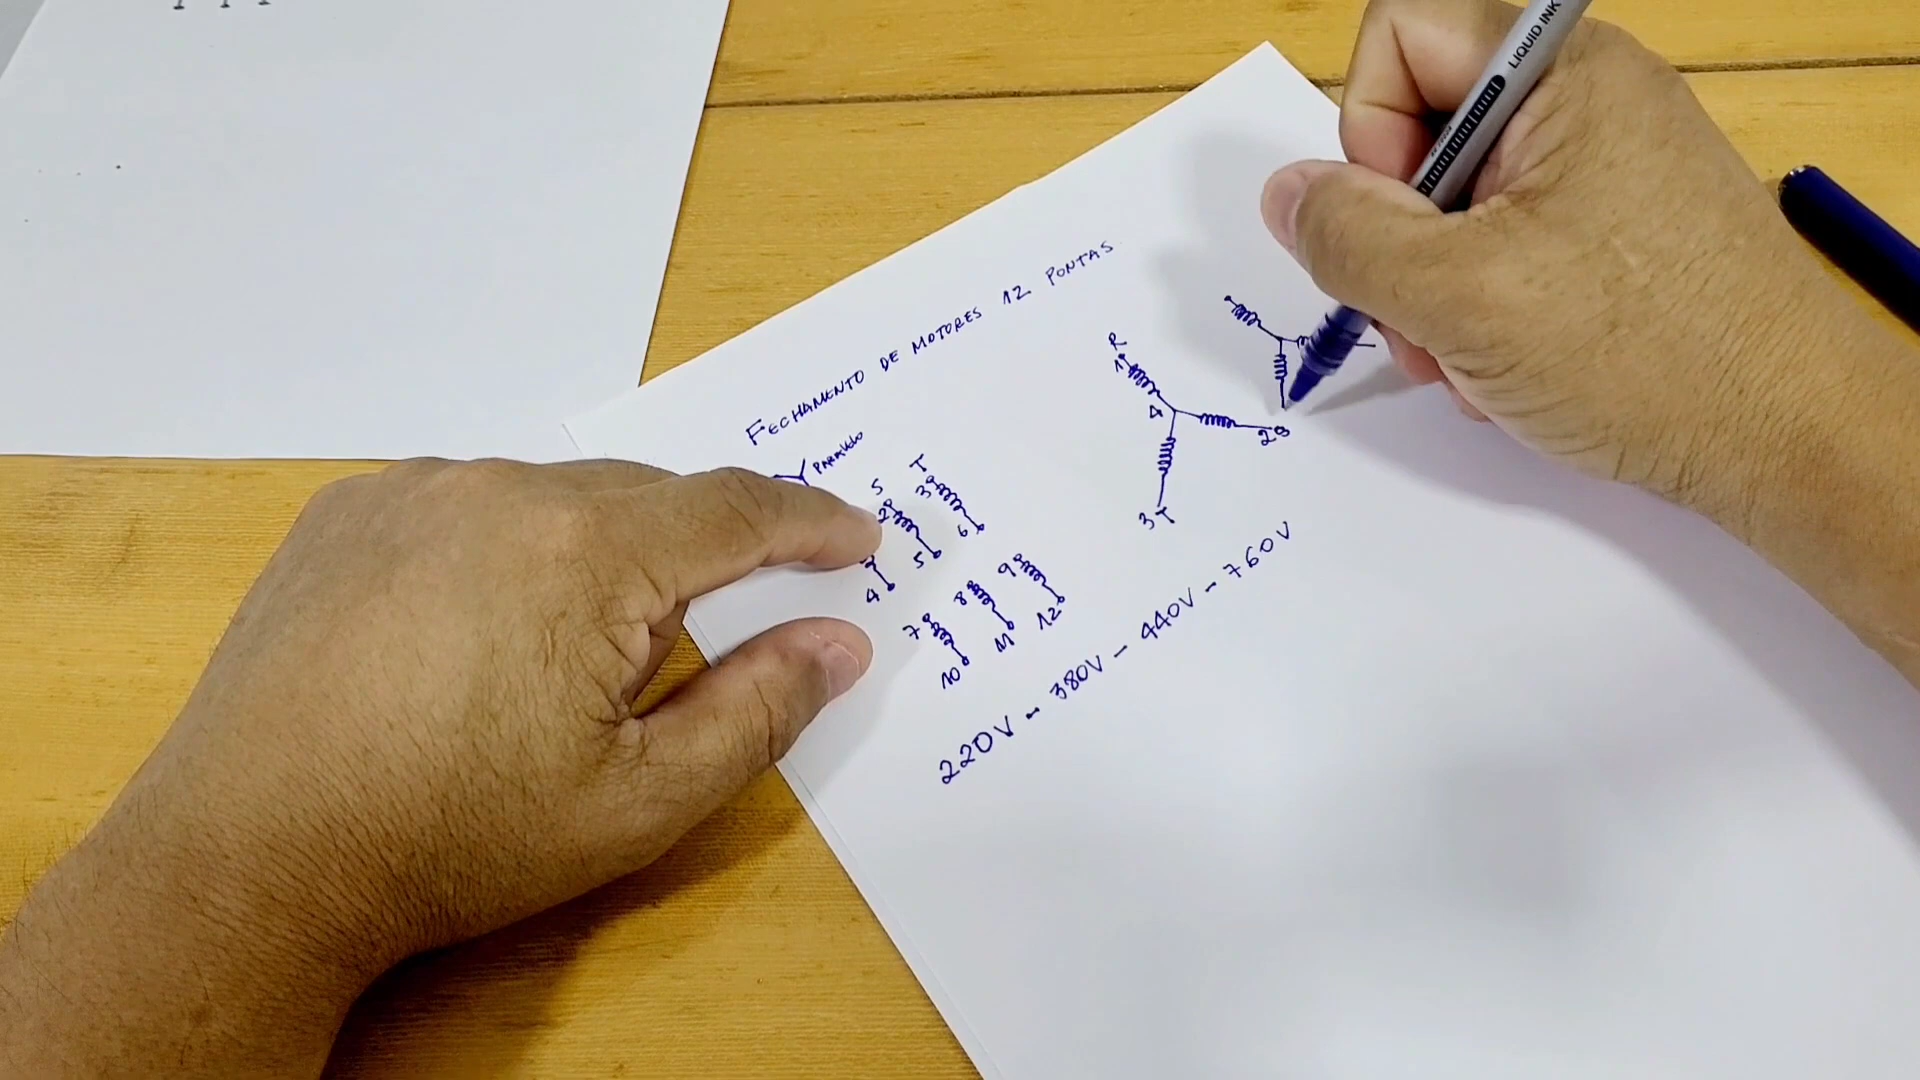 FECHAMENTO DE MOTORES 12 PONTAS
PARALELO
S T
2 3
4 5 6
7 8 9
10 11 12
R
1
4
2 S
3 T
220V - 380V - 440V - 760V
LIQUID INK